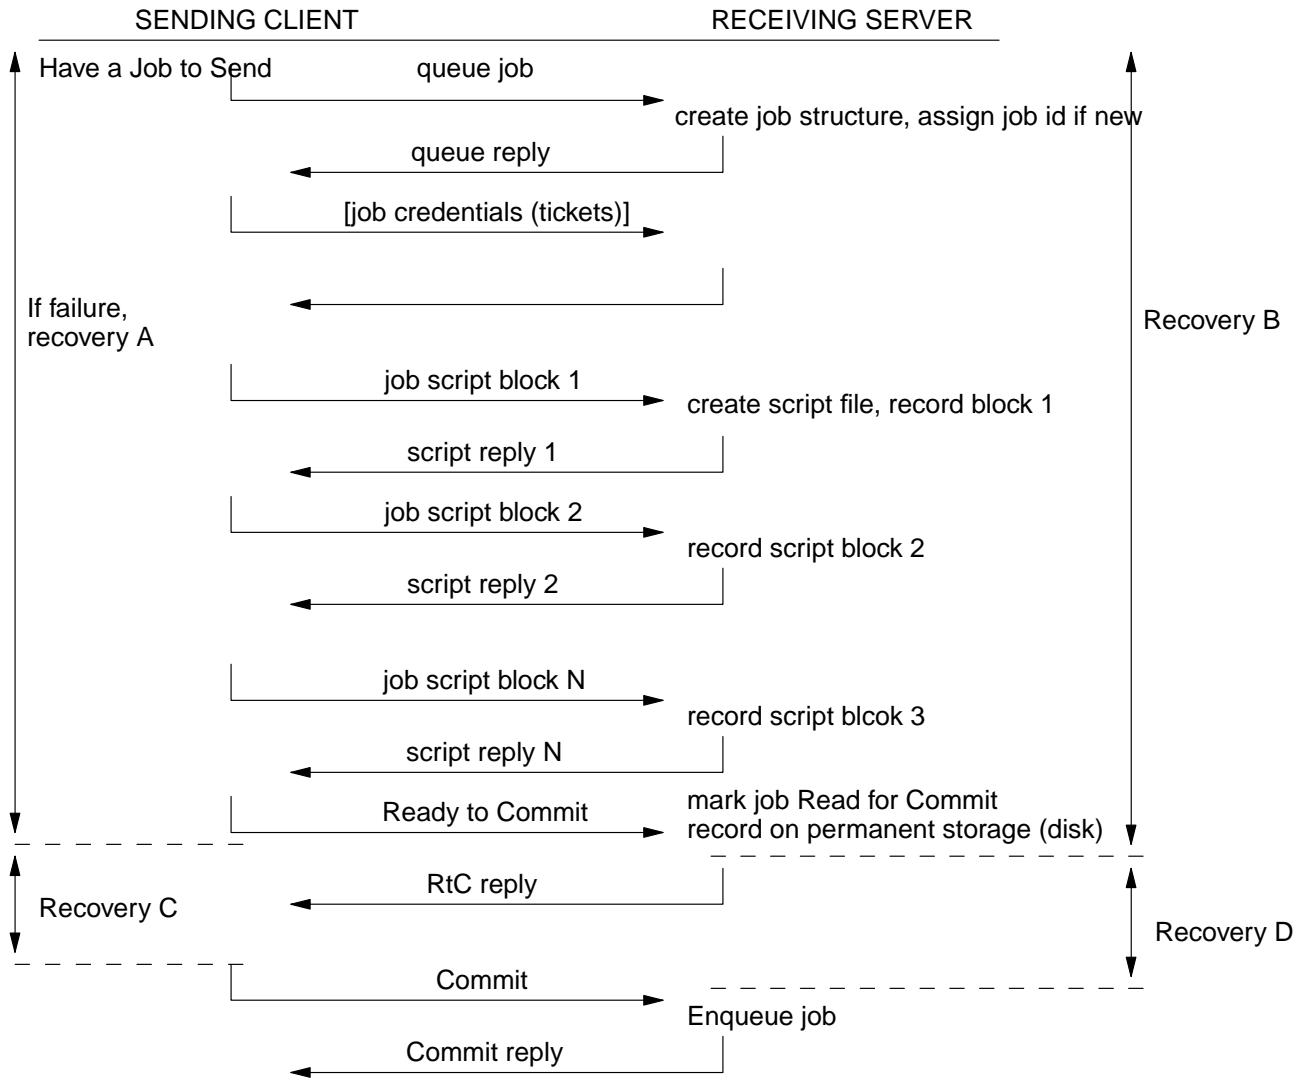 SENDING CLIENT
RECEIVING SERVER
Have a Job to Send
queue job
create job structure, assign job id if new
queue reply
[job credentials (tickets)]
If failure,
recovery A
Recovery B
job script block 1
create script file, record block 1
script reply 1
job script block 2
record script block 2
script reply 2
job script block N
record script blcok 3
script reply N
Ready to Commit
mark job Read for Commit
record on permanent storage (disk)
RtC reply
Recovery C
Recovery D
Commit
Enqueue job
Commit reply